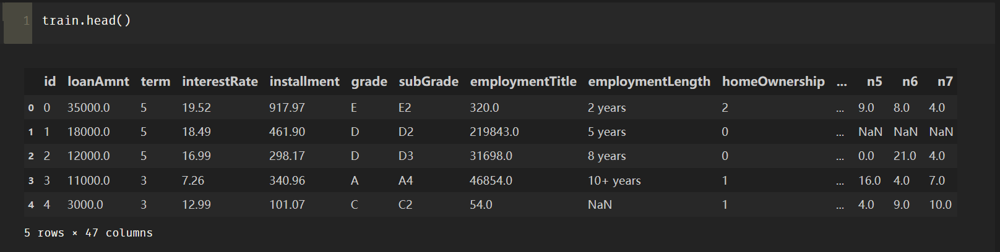 1 train.head()
id loanAmnt term interestRate installment grade subGrade employmentTitle employmentLength homeOwnership ... n5 n6 n7
0 0 35000.0 5 19.52 917.97 E E2 320.0 2 years 2 ... 9.0 8.0 4.0
1 1 18000.0 5 18.49 461.90 D D2 219843.0 5 years 0 ... NaN NaN NaN
2 2 12000.0 5 16.99 298.17 D D3 31698.0 8 years 0 ... 0.0 21.0 4.0
3 3 11000.0 3 7.26 340.96 A A4 46854.0 10+ years 1 ... 16.0 4.0 7.0
4 4 3000.0 3 12.99 101.07 C C2 54.0 NaN 1 ... 4.0 9.0 10.0
5 rows × 47 columns